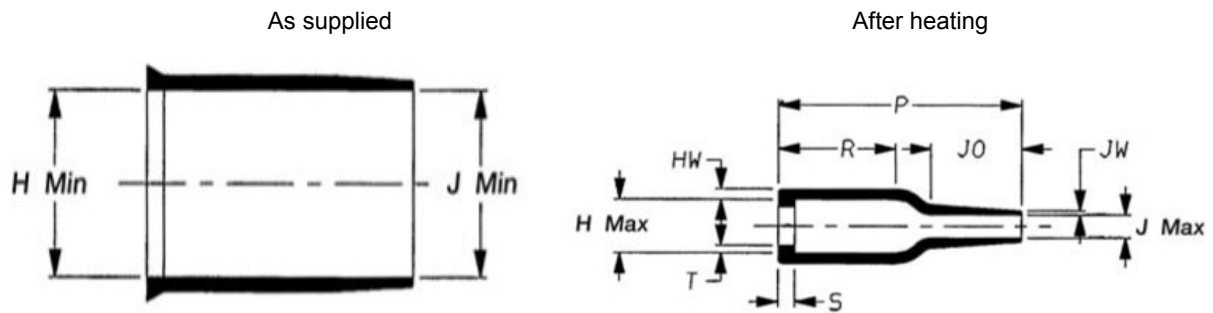 As supplied
After heating
H Min
J Min
P
R
JO
HW
JW
H Max
J Max
T
S